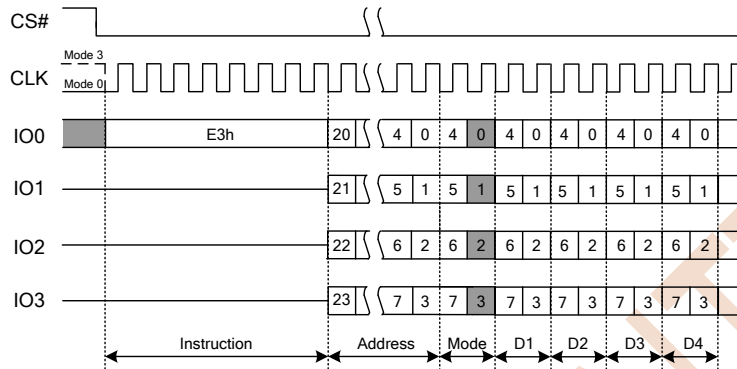 CS#
Mode 3
CLK
Mode 0
IO0 E3h 20 4 0 4 0 4 0 4 0 4 0 4 0
IO1 21 5 1 5 1 5 1 5 1 5 1 5 1
IO2 22 6 2 6 2 6 2 6 2 6 2 6 2
IO3 23 7 3 7 3 7 3 7 3 7 3 7 3
Instruction Address Mode D1 D2 D3 D4